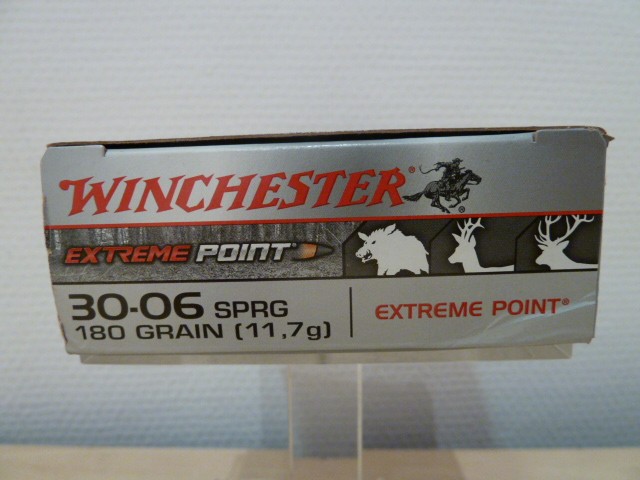 WINCHESTER®
EXTREME POINT®
30-06 SPRG
180 GRAIN (11,7g)
EXTREME POINT®